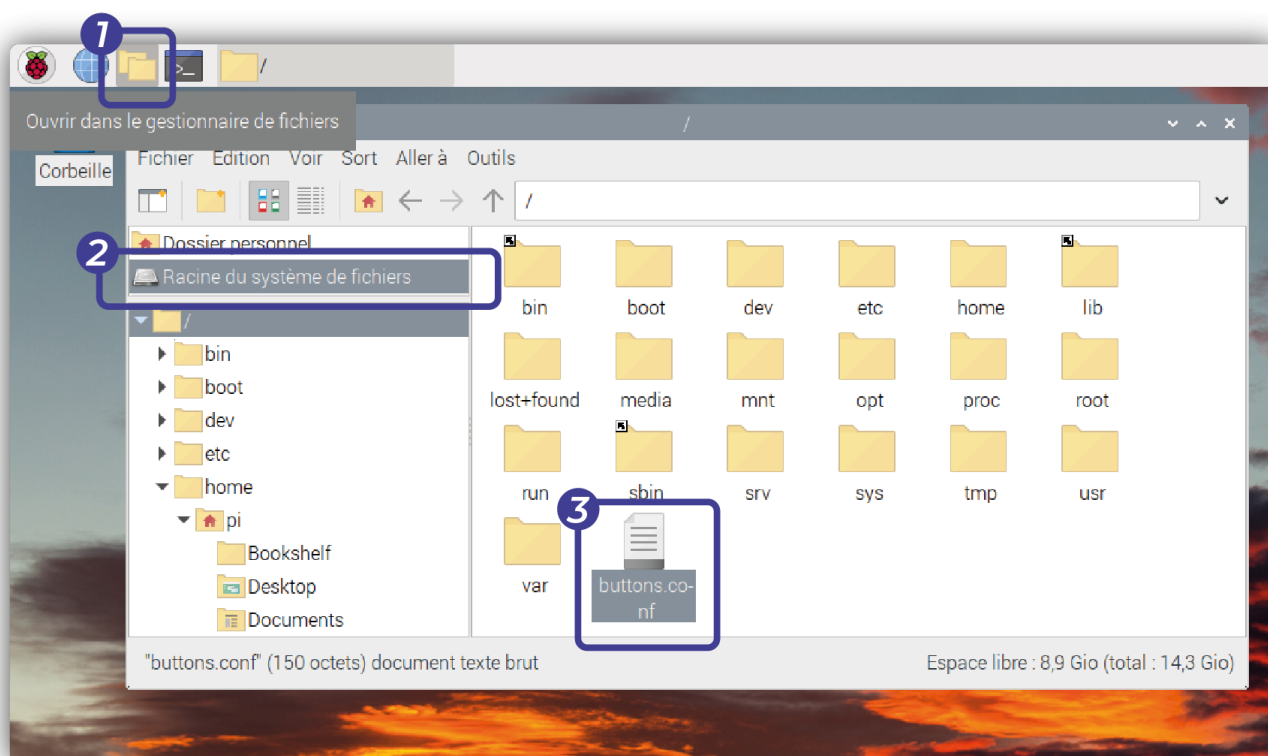 1
/
Ouvrir dans le gestionnaire de fichiers
/
Corbeille
Fichier Edition Voir Sort Aller à Outils
/
2
Dossier personnel
Racine du système de fichiers
/
bin
boot
dev
etc
home
pi
Bookshelf
Desktop
Documents
bin boot dev etc home lib
lost+found media mnt opt proc root
run sbin srv sys tmp usr
3
var
buttons.co-
nf
"buttons.conf" (150 octets) document texte brut
Espace libre : 8,9 Gio (total : 14,3 Gio)